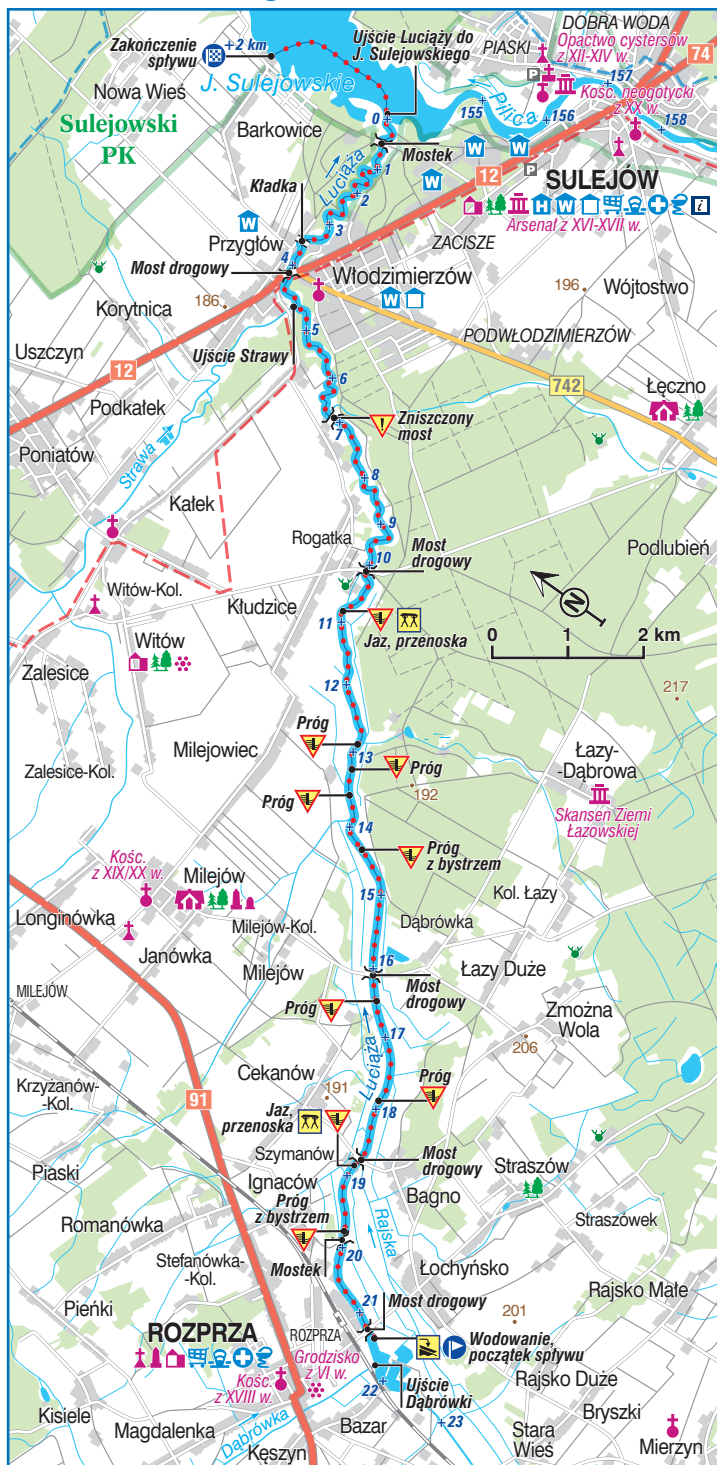 DOBRA WODA
Zakończenie
spływu
+2 km
Ujście Luciąży do
J. Sulejowskiego
PIASKI
Opactwo cystersów
z XII-XIV w.
74
Nowa Wieś
J. Sulejowskie
P
157
Kośc. neogotycki
z XX w.
Sulejowski
PK
Barkowice
0
Pilica
155
156
158
Mostek
W
W
12
P
Luciąża
1
W
SULEJÓW
2
H W i
Arsenał z XVI-XVII w.
Kładka
W
3
Przygłów
ZACISZE
4
Most drogowy
Włodzimierzów
196
Wójtostwo
186
W
Korytnica
5
PODWŁODZIMIERZÓW
Ujście Strawy
Uszczyn
12
6
742
Łęczno
Podkałek
7
!
Zniszczony
most
Poniatów
Strawa
8
Kałek
9
Rogatka
10
Most
drogowy
Podlubień
Witów-Kol.
Kłudzice
N
11
Jaz, przenoska
0 1 2 km
Witów
Zalesice
12
217
Próg
Milejowiec
13
Łazy-
-Dąbrowa
Zalesice-Kol.
Próg
Próg
192
Skansen Ziemi
Łazowskiej
14
Kośc.
z XIX/XX w.
Próg
z bystrzem
Milejów
15
Kol. Łazy
Longinówka
Dąbrówka
Milejów-Kol.
Janówka
16
Milejów
Łazy Duże
MILEJÓW
Most
drogowy
Zmożna
Wola
Próg
17
Luciąża
206
Cekanów
Krzyżanów-
-Kol.
91
191
Próg
Jaz,
przenoska
18
Szymanów
Most
drogowy
Piaski
19
Straszów
Ignaców
Bagno
Próg
z bystrzem
Romanówka
Rajska
Straszówek
20
Stefanówka-
-Kol.
Mostek
Łochyńsko
Rajsko Małe
21
Most drogowy
Pieńki
201
ROZPRZA
ROZPRZA
Wodowanie,
początek spływu
Grodzisko
z VI w.
Kośc.
z XVIII w.
22
Ujście
Dąbrówki
Rajsko Duże
Kisiele
Bryszki
Magdalenka
Dąbrówka
Bazar
23
Stara
Wieś
Mierzyn
Kęszyn